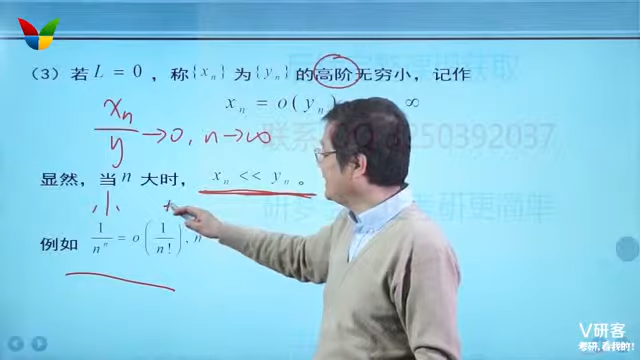 (3) 若 L = 0 ，称{xₙ}为{yₙ}的高阶无穷小，记作
xₙ = o(yₙ) ∞
xₙ/y → 0, n → ∞
显然，当 n 大时， xₙ << yₙ 。
小
例如 1/nⁿ = o(1/n!), n
8250392037
V研客
考研，看我的！